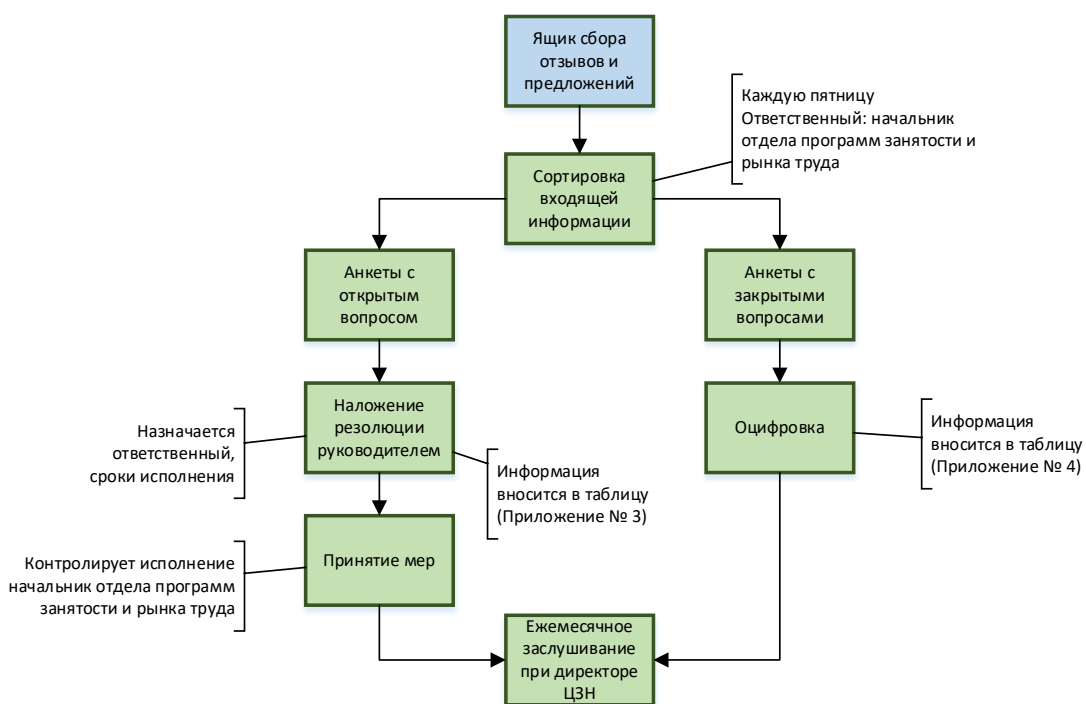 Ящик сбора
отзывов и
предложений
Каждую пятницу
Ответственный: начальник
отдела программ занятости и
рынка труда
Сортировка
входящей
информации
Анкеты с
открытым
вопросом
Анкеты с
закрытыми
вопросами
Назначается
ответственный,
сроки исполнения
Наложение
резолюции
руководителем
Информация
вносится в таблицу
(Приложение № 3)
Оцифровка
Информация
вносится в таблицу
(Приложение № 4)
Контролирует исполнение
начальник отдела программ
занятости и рынка труда
Принятие мер
Ежемесячное
заслушивание
при директоре
ЦЗН